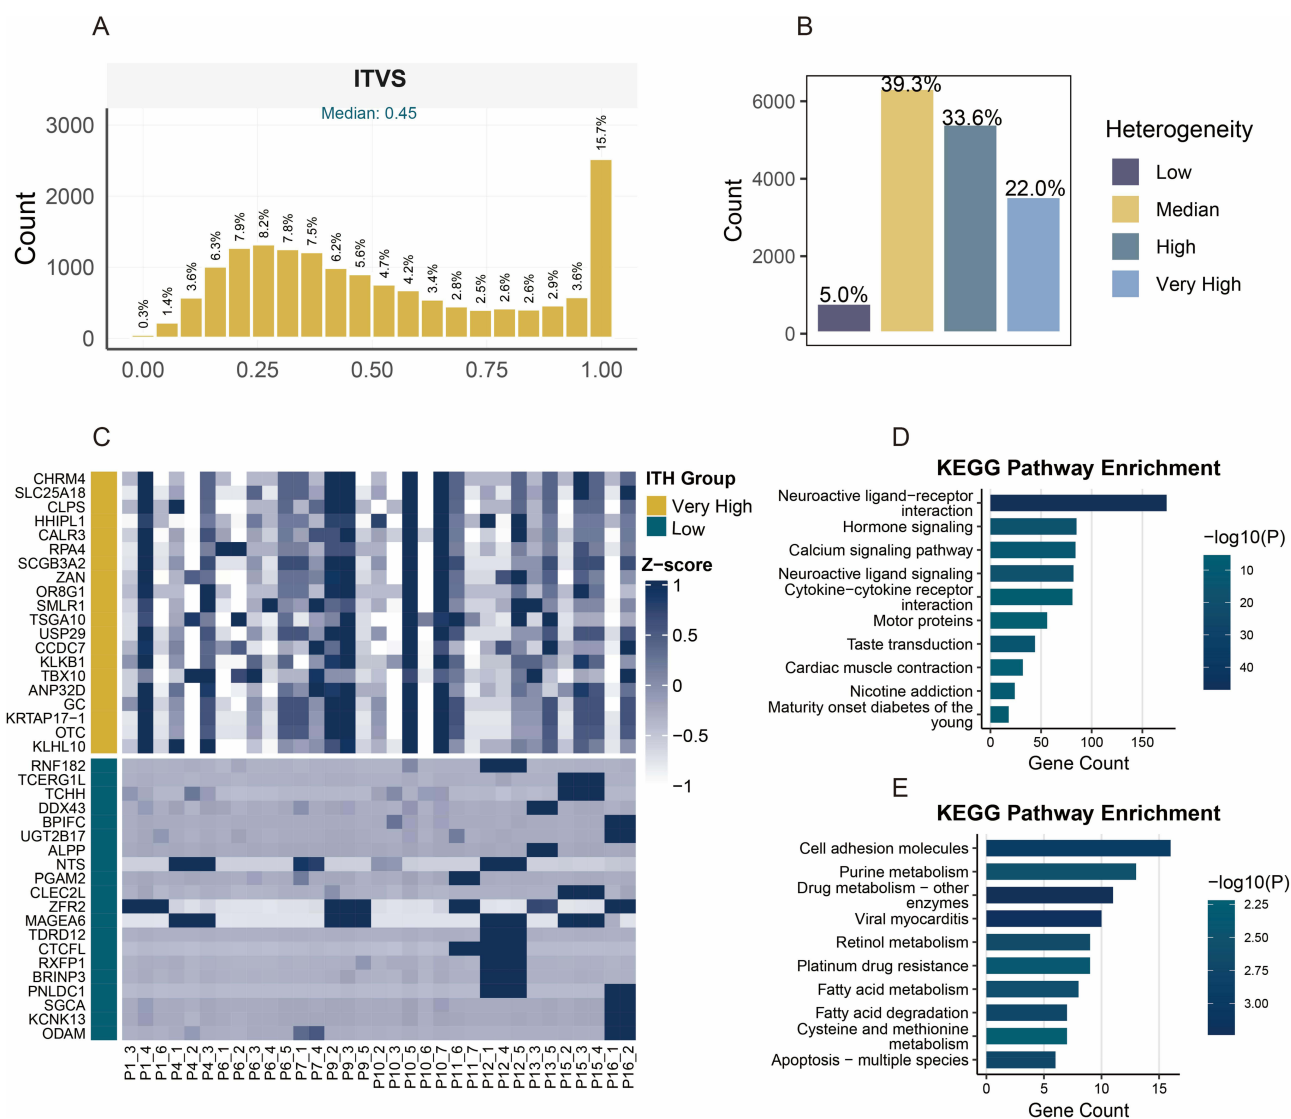 A
ITVS
Median: 0.45
Count
3000
2000
1000
0
0.3%
1.4%
3.6%
6.3%
7.9%
8.2%
7.8%
7.5%
6.2%
5.6%
4.7%
4.2%
3.4%
2.8%
2.5%
2.6%
2.6%
2.9%
3.6%
15.7%
0.00 0.25 0.50 0.75 1.00
B
Count
6000
4000
2000
0
5.0%
39.3%
33.6%
22.0%
Heterogeneity
Low
Median
High
Very High
C
CHRM4
SLC25A18
CLPS
HHIPL1
CALR3
RPA4
SCGB3A2
ZAN
OR8G1
SMLR1
TSGA10
USP29
CCDC7
KLKB1
TBX10
ANP32D
GC
KRTAP17−1
OTC
KLHL10
RNF182
TCERG1L
TCHH
DDX43
BPIFC
UGT2B17
ALPP
NTS
PGAM2
CLEC2L
ZFR2
MAGEA6
TDRD12
CTCFL
RXFP1
BRINP3
PNLDC1
SGCA
KCNK13
ODAM
P1_3
P1_4
P1_6
P4_1
P4_2
P4_3
P6_1
P6_2
P6_3
P6_4
P6_5
P7_1
P7_4
P9_2
P9_3
P9_5
P10_2
P10_3
P10_5
P10_6
P10_7
P11_6
P11_7
P12_1
P12_4
P12_5
P13_3
P13_5
P15_2
P15_3
P15_4
P16_1
P16_2
ITH Group
Very High
Low
Z−score
1
0.5
0
−0.5
−1
D
KEGG Pathway Enrichment
Neuroactive ligand−receptor
interaction
Hormone signaling
Calcium signaling pathway
Neuroactive ligand signaling
Cytokine−cytokine receptor
interaction
Motor proteins
Taste transduction
Cardiac muscle contraction
Nicotine addiction
Maturity onset diabetes of the
young
0 50 100 150
Gene Count
−log10(P)
10
20
30
40
E
KEGG Pathway Enrichment
Cell adhesion molecules
Purine metabolism
Drug metabolism − other
enzymes
Viral myocarditis
Retinol metabolism
Platinum drug resistance
Fatty acid metabolism
Fatty acid degradation
Cysteine and methionine
metabolism
Apoptosis − multiple species
0 5 10 15
Gene Count
−log10(P)
2.25
2.50
2.75
3.00